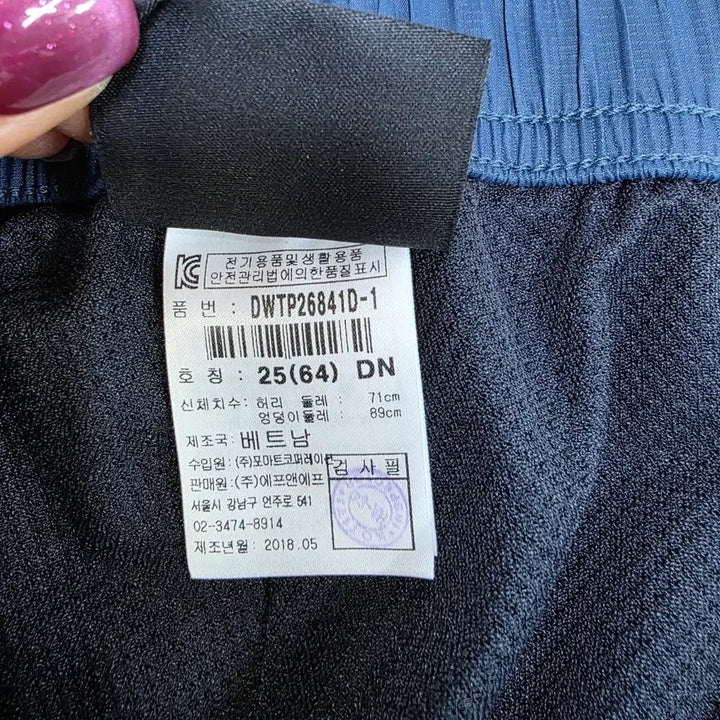 KC 전기용품및생활용품
안전관리법에의한품질표시
품 번 : DWTP26841D-1
호 칭 : 25(64) DN
신체치수 : 허리 둘레 : 71cm
엉덩이둘레 : 89cm
제조국 : 베트남
수입원 : (주)포마트코퍼레이션
검 사 필
판매원 : (주)에프앤에프
서울시 강남구 언주로 541
02-3474-8914
제조년월 : 2018.05